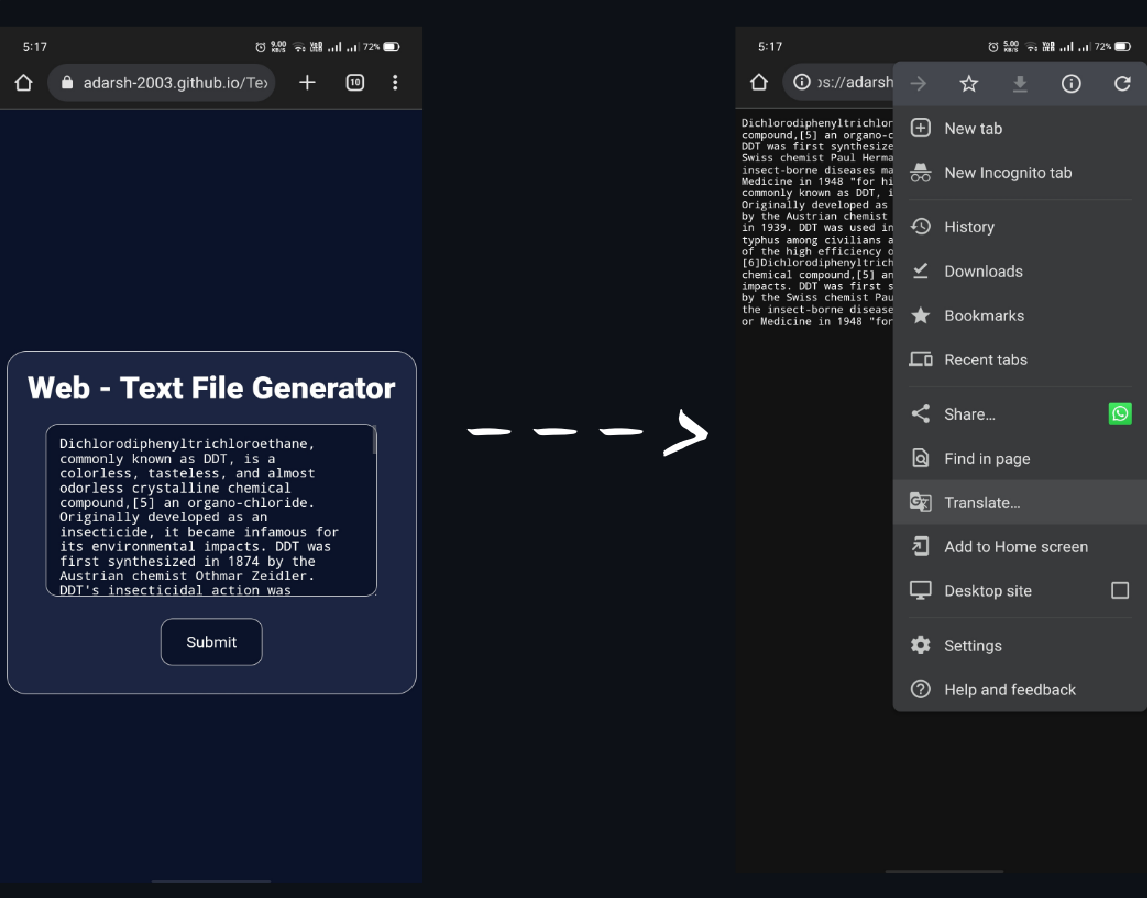 5:17
9.00 KB/S
72%
adarsh-2003.github.io/Te
10
Web - Text File Generator
Dichlorodiphenyltrichloroethane,
commonly known as DDT, is a
colorless, tasteless, and almost
odorless crystalline chemical
compound,[5] an organo-chloride.
Originally developed as an
insecticide, it became infamous for
its environmental impacts. DDT was
first synthesized in 1874 by the
Austrian chemist Othmar Zeidler.
DDT's insecticidal action was
Submit
5:17
5.00 KB/S
72%
s://adarsh
Dichlorodiphenyltrichlor
compound,[5] an organo-c
DDT was first synthesize
Swiss chemist Paul Herma
insect-borne diseases ma
Medicine in 1948 "for hi
commonly known as DDT, i
Originally developed as
by the Austrian chemist
in 1939. DDT was used in
typhus among civilians a
of the high efficiency o
[6]Dichlorodiphenyltrich
chemical compound,[5] an
impacts. DDT was first s
by the Swiss chemist Pau
the insect-borne disease
or Medicine in 1948 "for
New tab
New Incognito tab
History
Downloads
Bookmarks
Recent tabs
Share...
Find in page
Translate...
Add to Home screen
Desktop site
Settings
Help and feedback